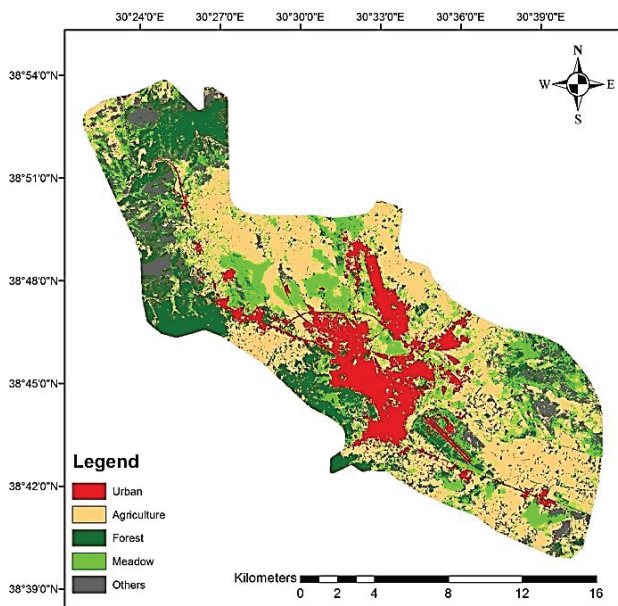 30°24'0"E 30°27'0"E 30°30'0"E 30°33'0"E 30°36'0"E 30°39'0"E
38°54'0"N
38°51'0"N
38°48'0"N
38°45'0"N
38°42'0"N
38°39'0"N
N
W E
S
Legend
Urban
Agriculture
Forest
Meadow
Others
Kilometers
0 1 2 4 8 12 16